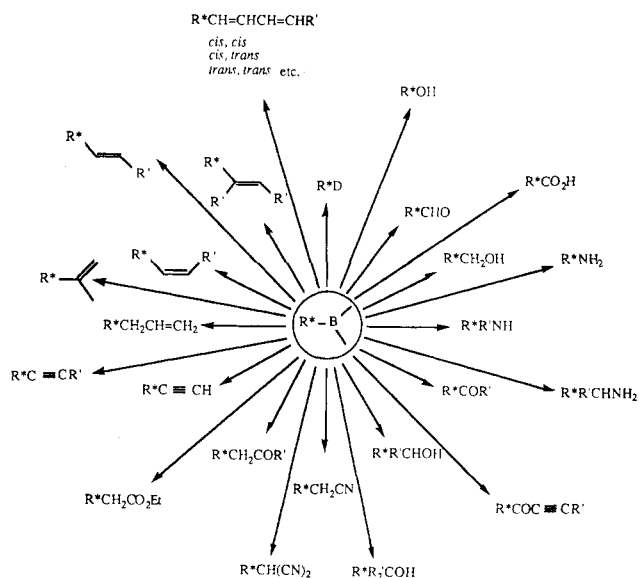 R*CH=CHCH=CHR'
cis, cis
cis, trans
trans, trans etc.
R*OH
R*
R'
R*
R'
R'
R*D
R*CO₂H
R*CHO
R*
R'
R*CH₂OH
R*NH₂
R*
R*–B
R*CH₂CH=CH₂
R*R'NH
R*C≡CR'
R*C≡CH
R*COR'
R*R'CHNH₂
R*CH₂COR'
R*R'CHOH
R*CH₂CO₂Et
R*CH₂CN
R*COC≡CR'
R*CH(CN)₂
R*R₂'COH